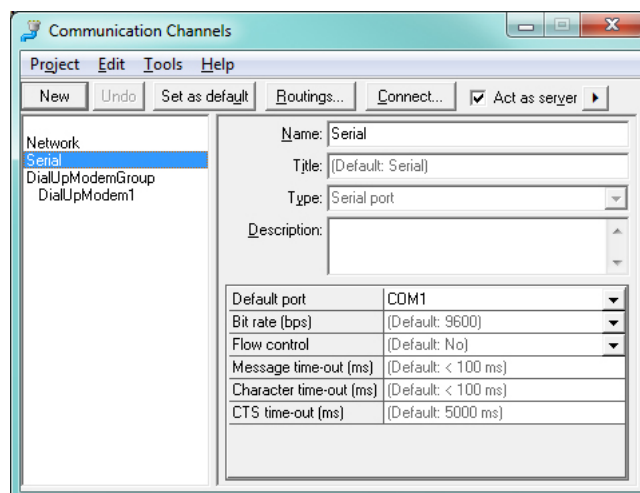 Communication Channels
Project Edit Tools Help
New Undo Set as default Routings... Connect... Act as server
Network
Serial
DialUpModemGroup
DialUpModem1
Name: Serial
Title: (Default: Serial)
Type: Serial port
Description:
Default port COM1
Bit rate (bps) (Default: 9600)
Flow control (Default: No)
Message time-out (ms) (Default: < 100 ms)
Character time-out (ms) (Default: < 100 ms)
CTS time-out (ms) (Default: 5000 ms)